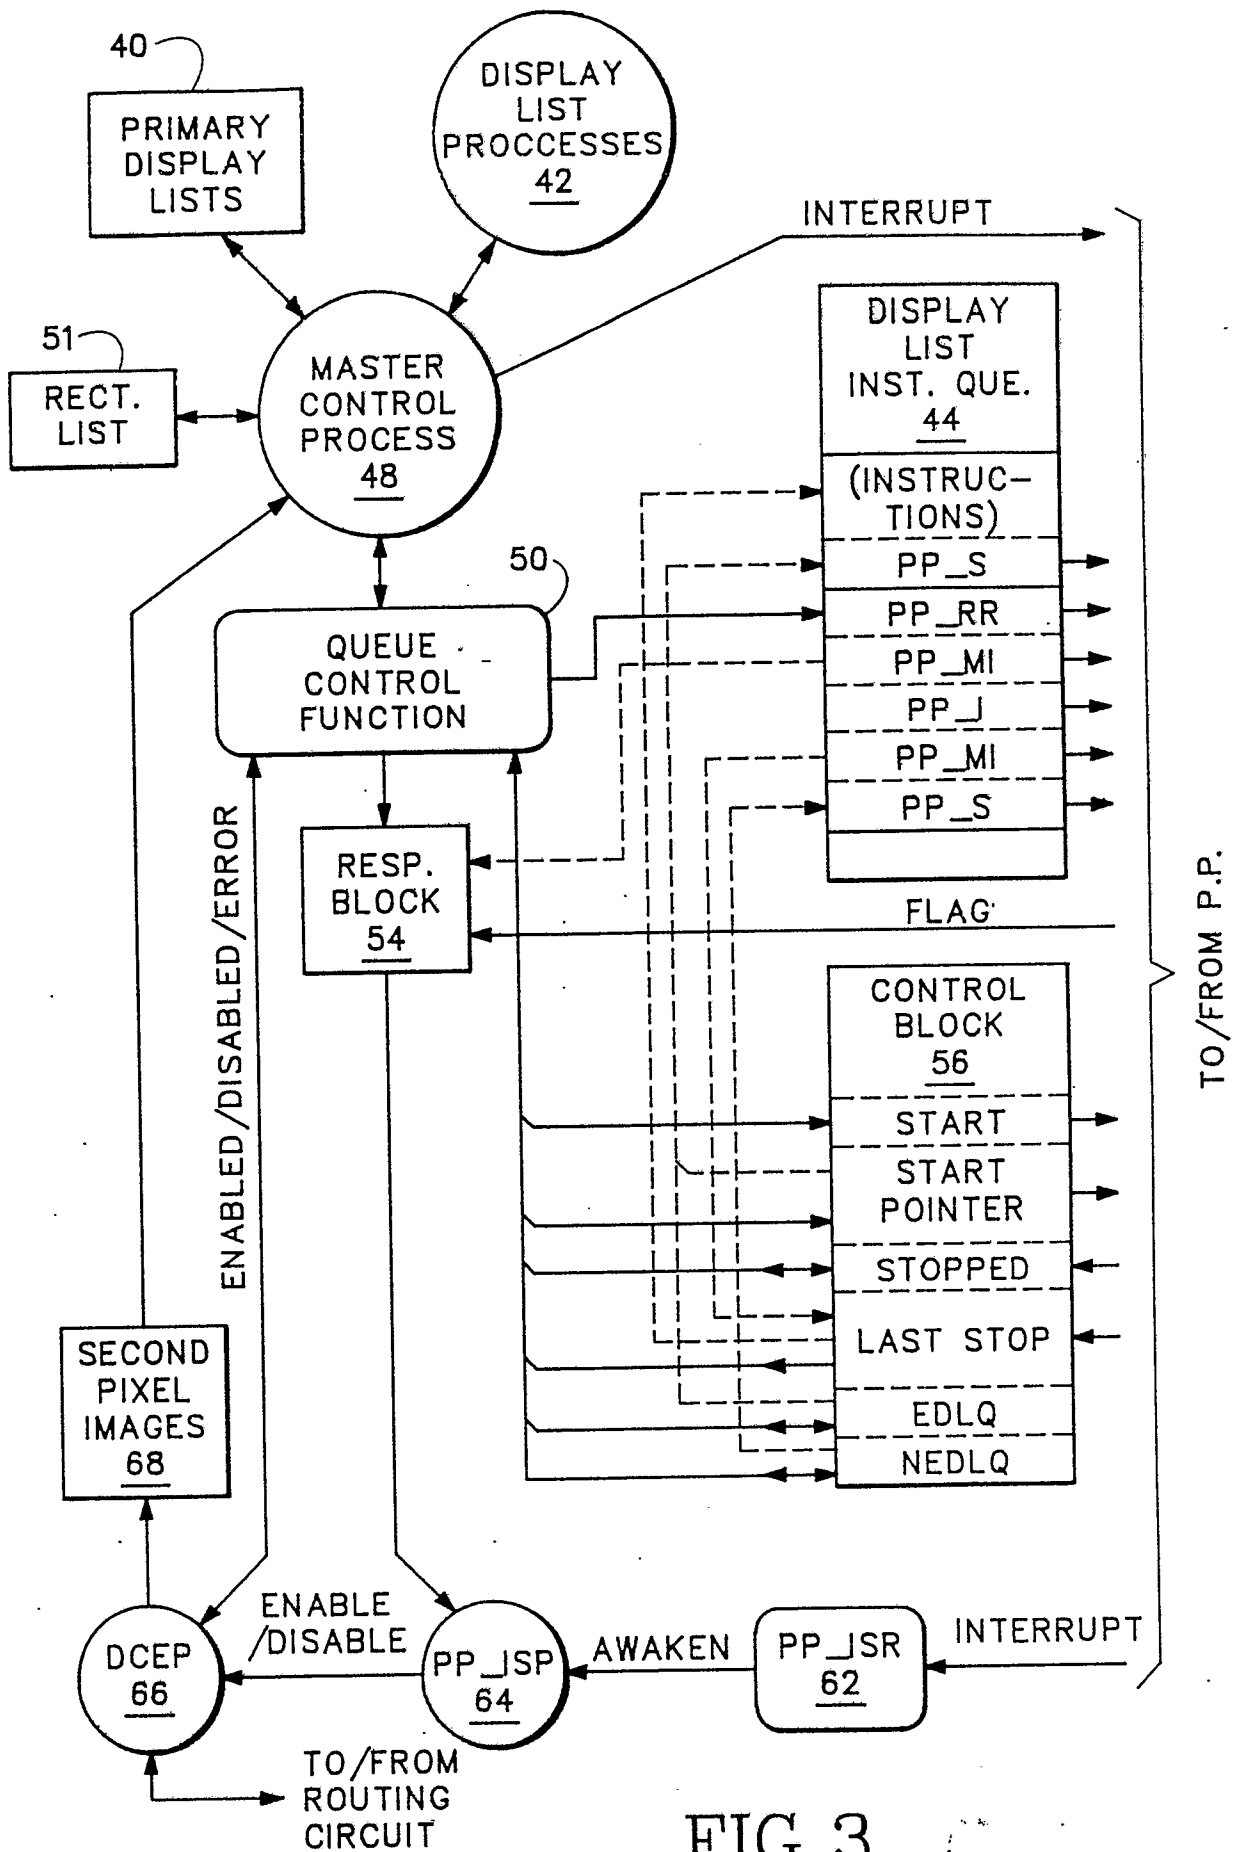 40
PRIMARY
DISPLAY
LISTS
DISPLAY
LIST
PROCCESSES
42
INTERRUPT
51
RECT.
LIST
MASTER
CONTROL
PROCESS
48
DISPLAY
LIST
INST. QUE.
44
(INSTRUC-
TIONS)
PP_S
PP_RR
PP_MI
PP_I
PP_MI
PP_S
50
QUEUE
CONTROL
FUNCTION
RESP.
BLOCK
54
FLAG
ENABLED/DISABLED/ERROR
CONTROL
BLOCK
56
START
START
POINTER
STOPPED
LAST STOP
EDLQ
NEDLQ
TO/FROM P.P.
SECOND
PIXEL
IMAGES
68
DCEP
66
ENABLE
/DISABLE
PP_ISP
64
AWAKEN
PP_ISR
62
INTERRUPT
TO/FROM
ROUTING
CIRCUIT
FIG 3